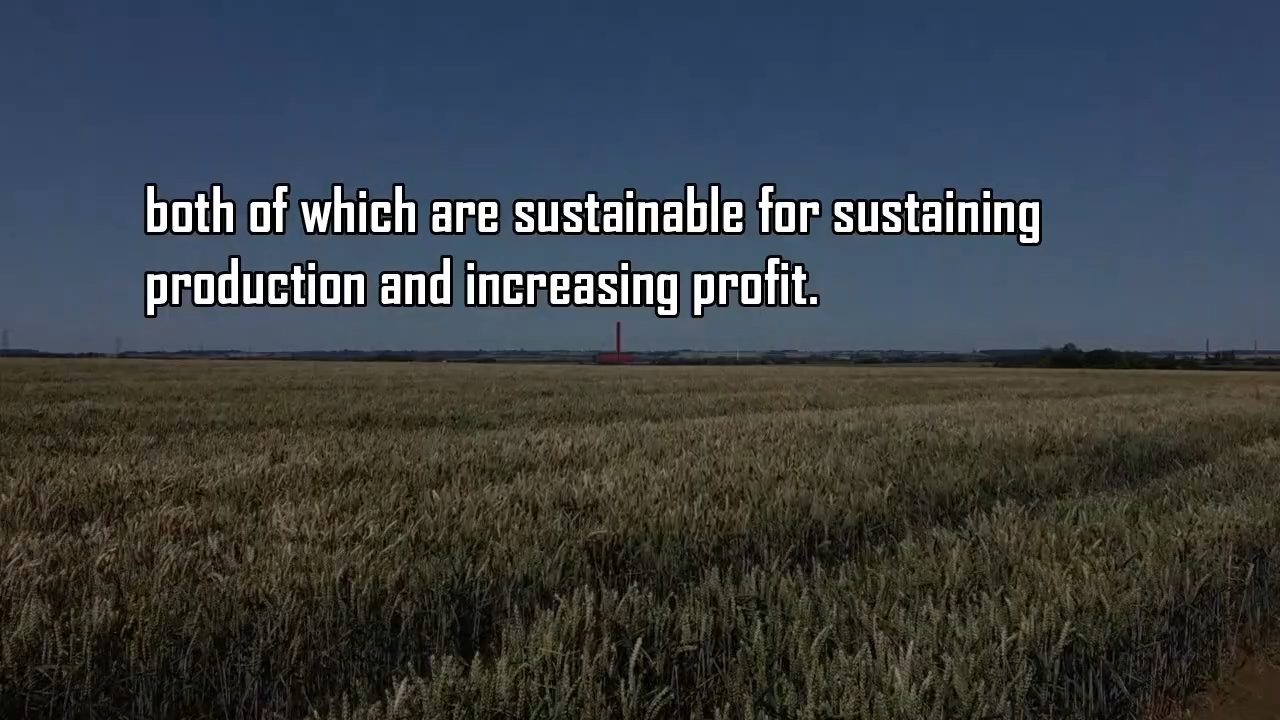 both of which are sustainable for sustaining
production and increasing profit.